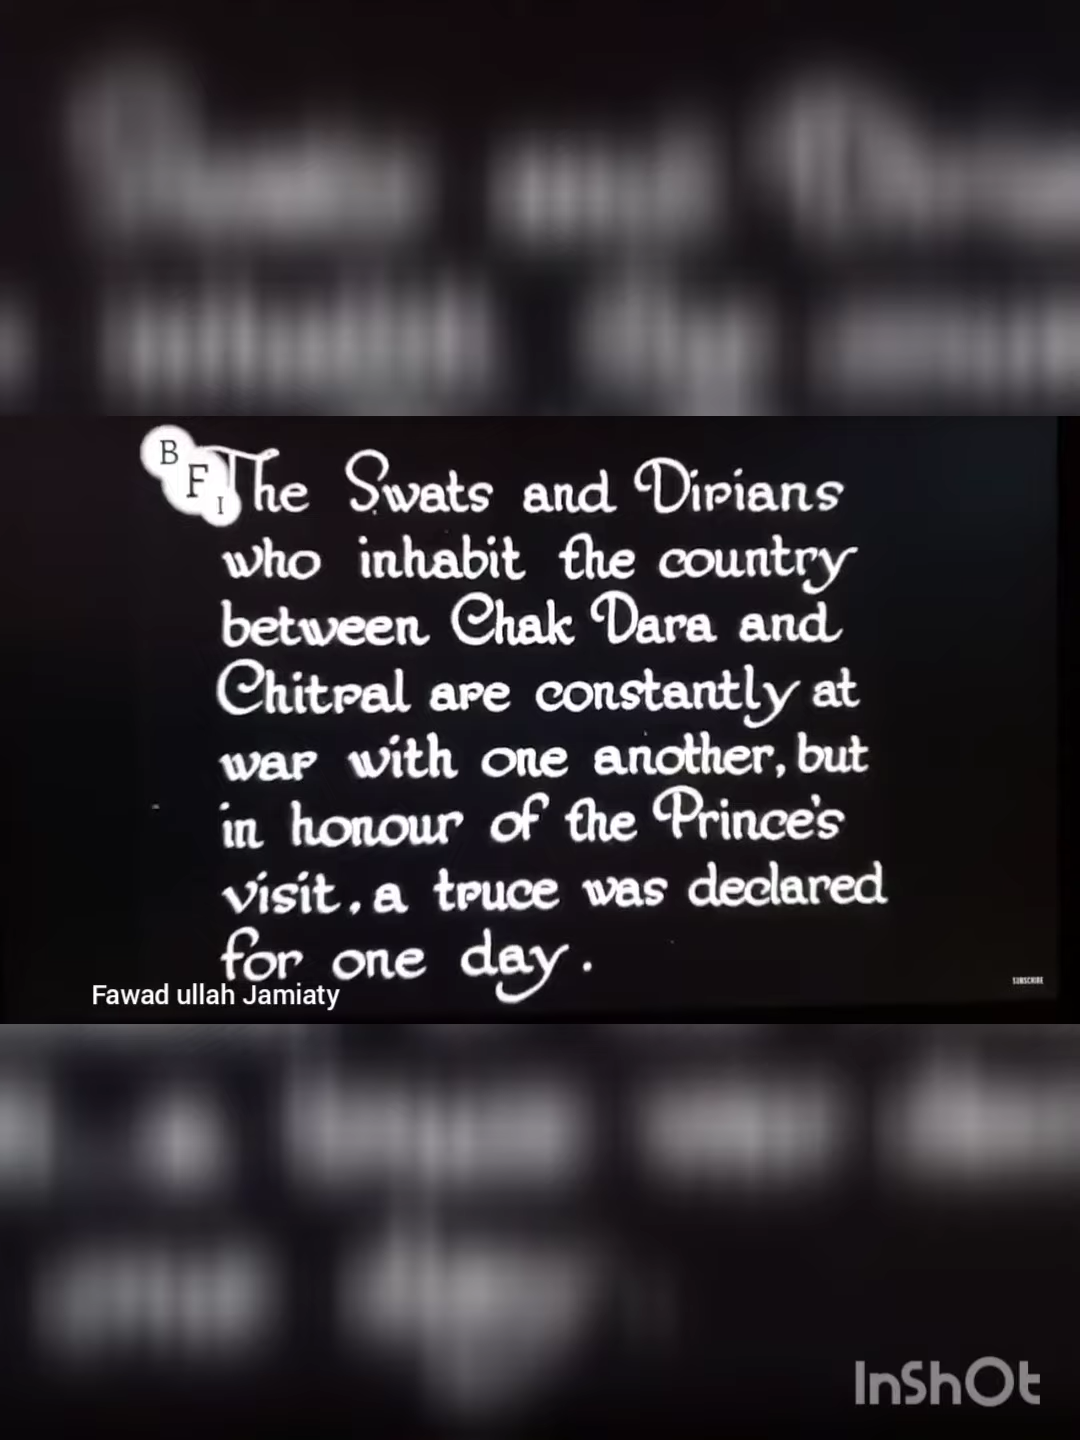 BFI
The Swats and Dirians
who inhabit the country
between Chak Dara and
Chitral are constantly at
war with one another, but
in honour of the Prince's
visit, a truce was declared
for one day.
Fawad ullah Jamiaty
SUBSCRIBE
InShOt